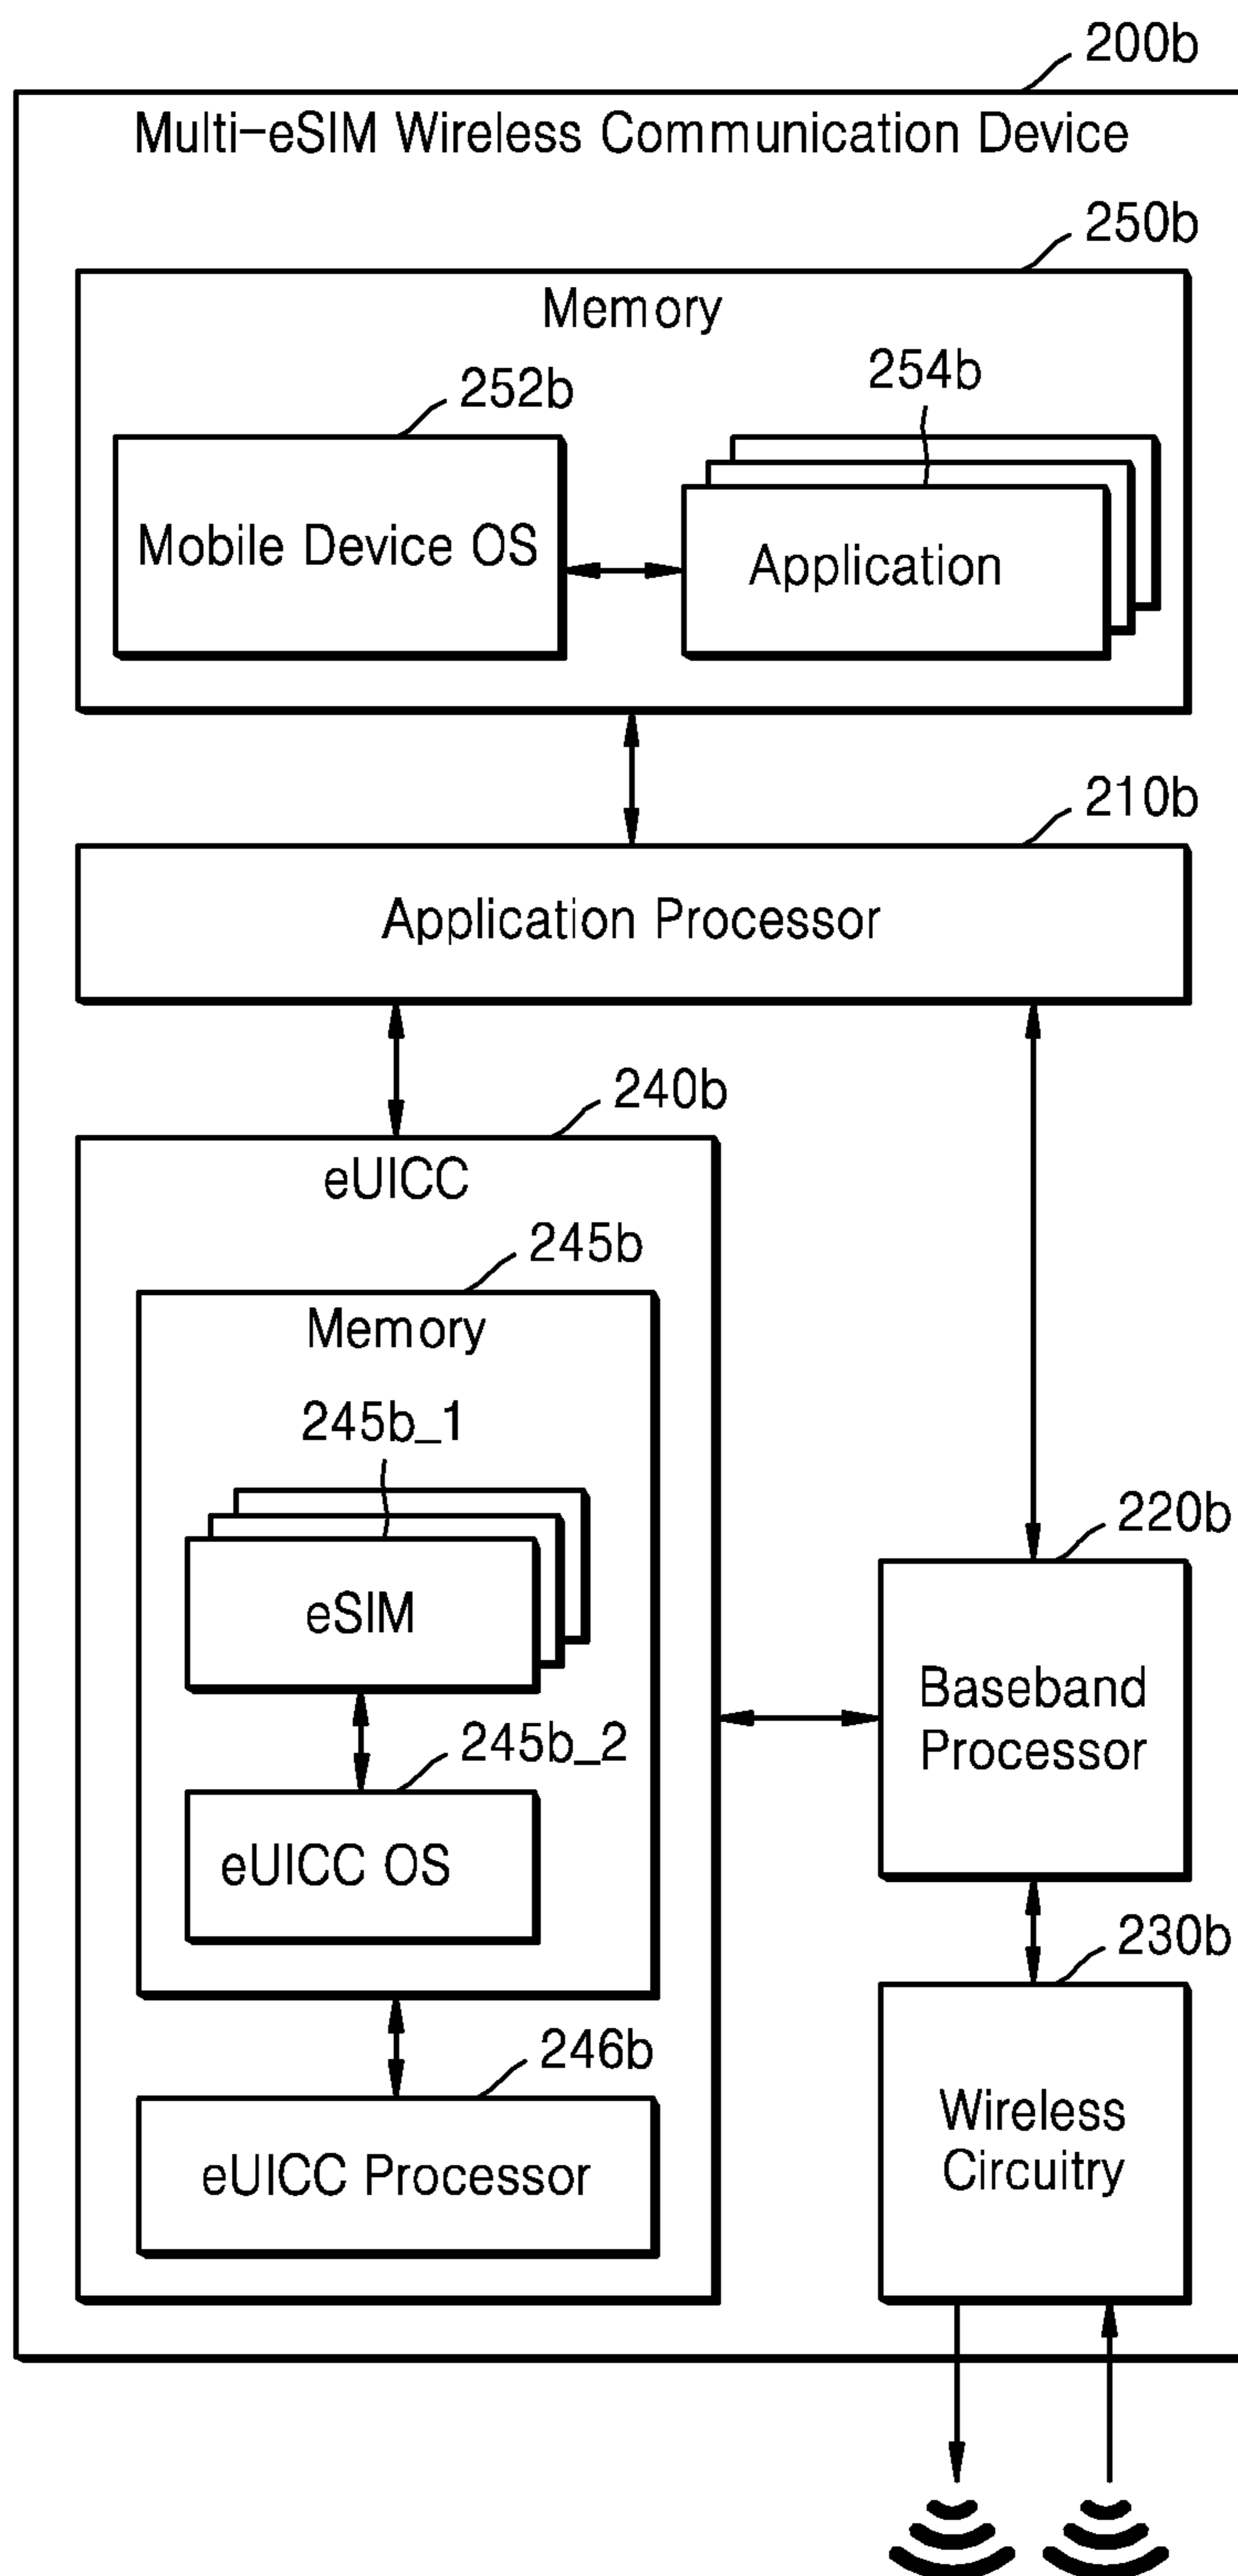 200b
Multi-eSIM Wireless Communication Device
250b
Memory
252b
254b
Mobile Device OS
Application
210b
Application Processor
240b
eUICC
245b
Memory
245b_1
eSIM
245b_2
eUICC OS
246b
eUICC Processor
220b
Baseband
Processor
230b
Wireless
Circuitry